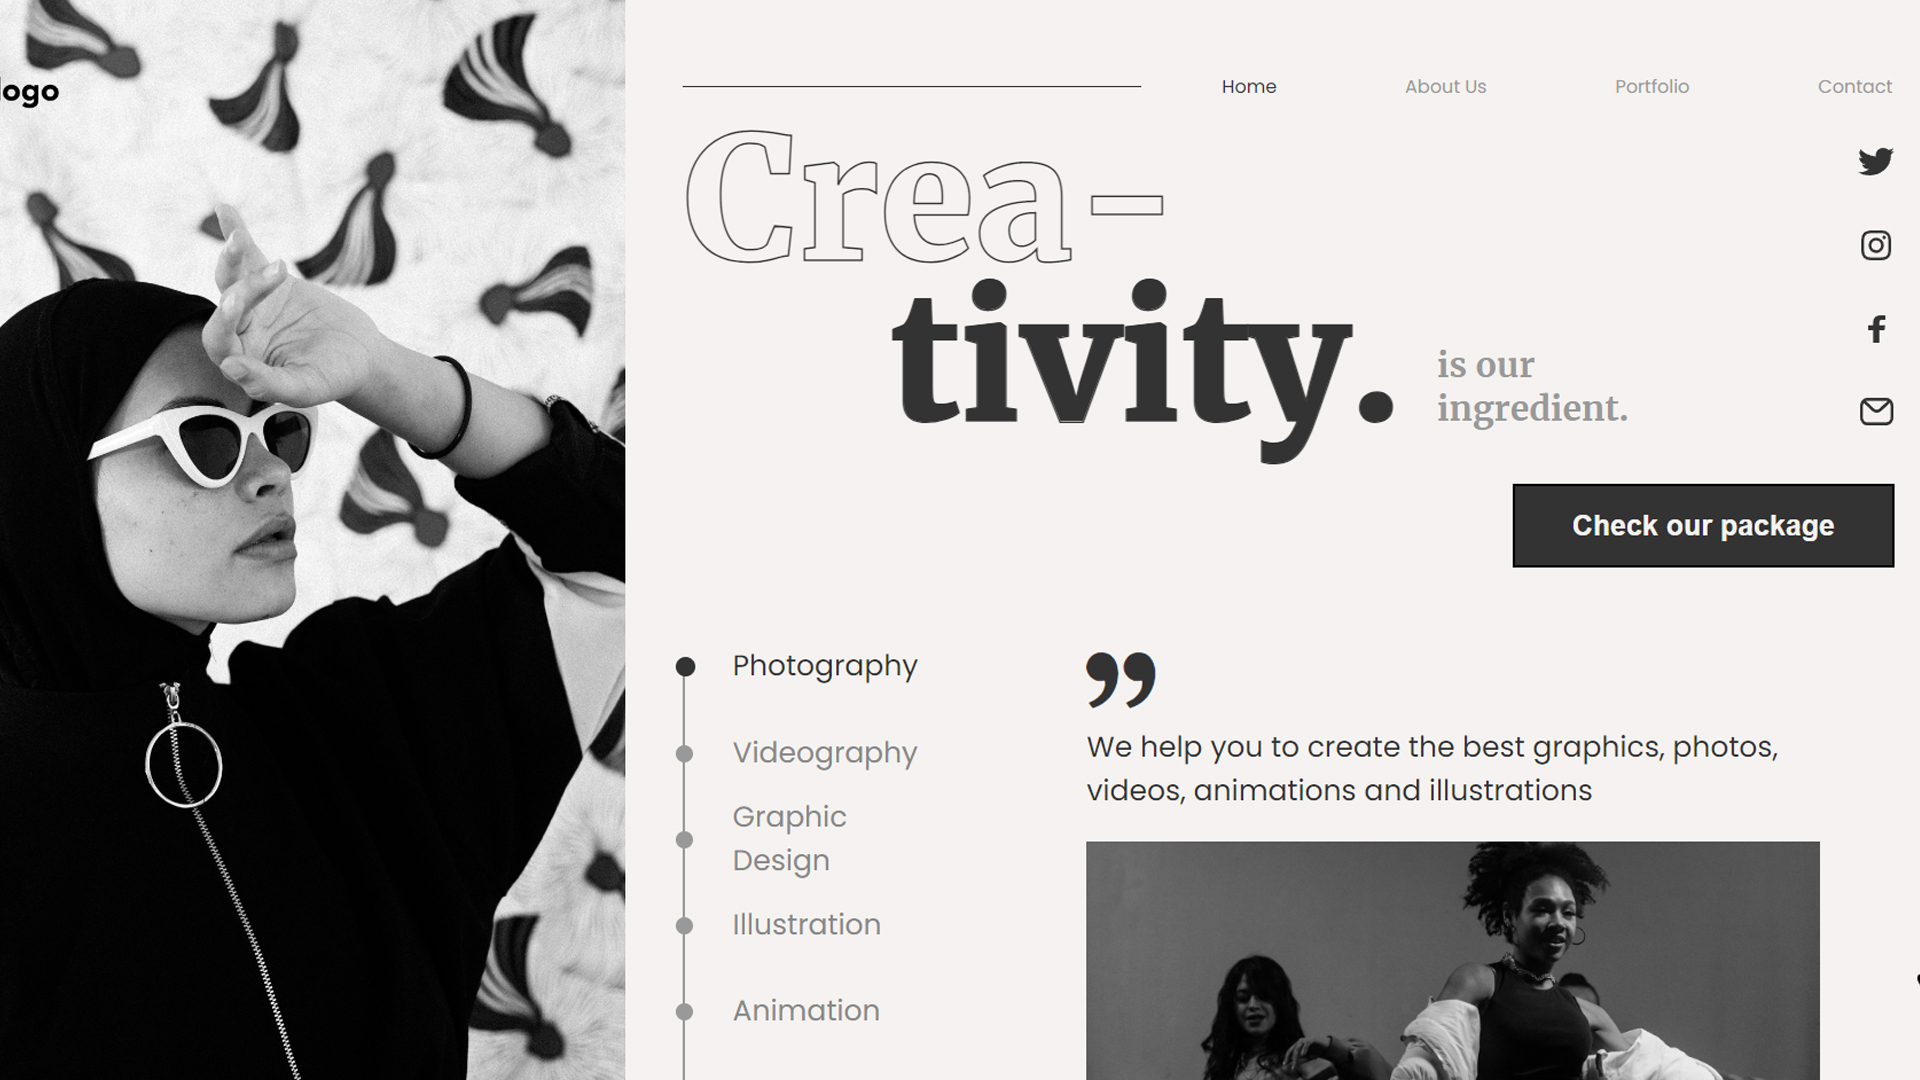 logo
Home About Us Portfolio Contact
Crea-
tivity.
is our
ingredient.
Check our package
Photography
Videography
Graphic
Design
Illustration
Animation
”
We help you to create the best graphics, photos,
videos, animations and illustrations